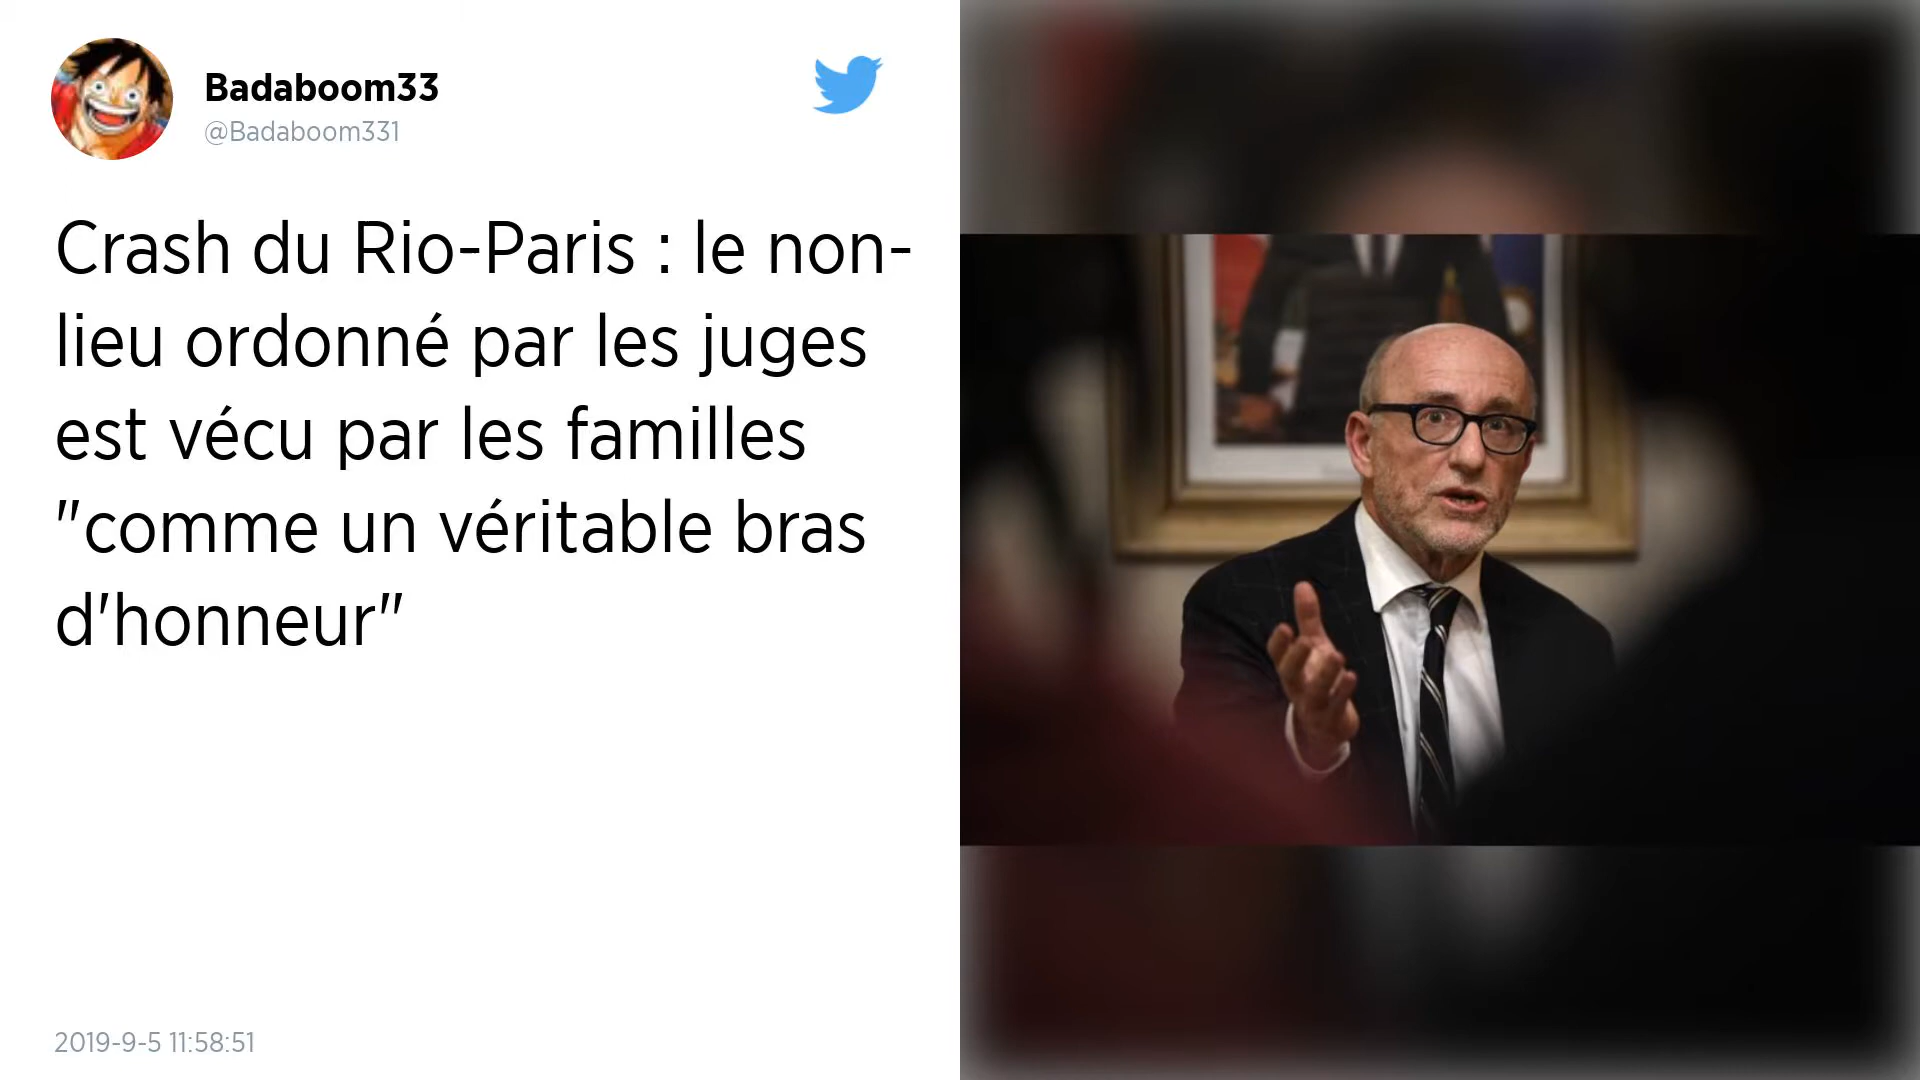 Badaboom33
@Badaboom331
Crash du Rio-Paris : le non-
lieu ordonné par les juges
est vécu par les familles
"comme un véritable bras
d'honneur"
2019-9-5 11:58:51